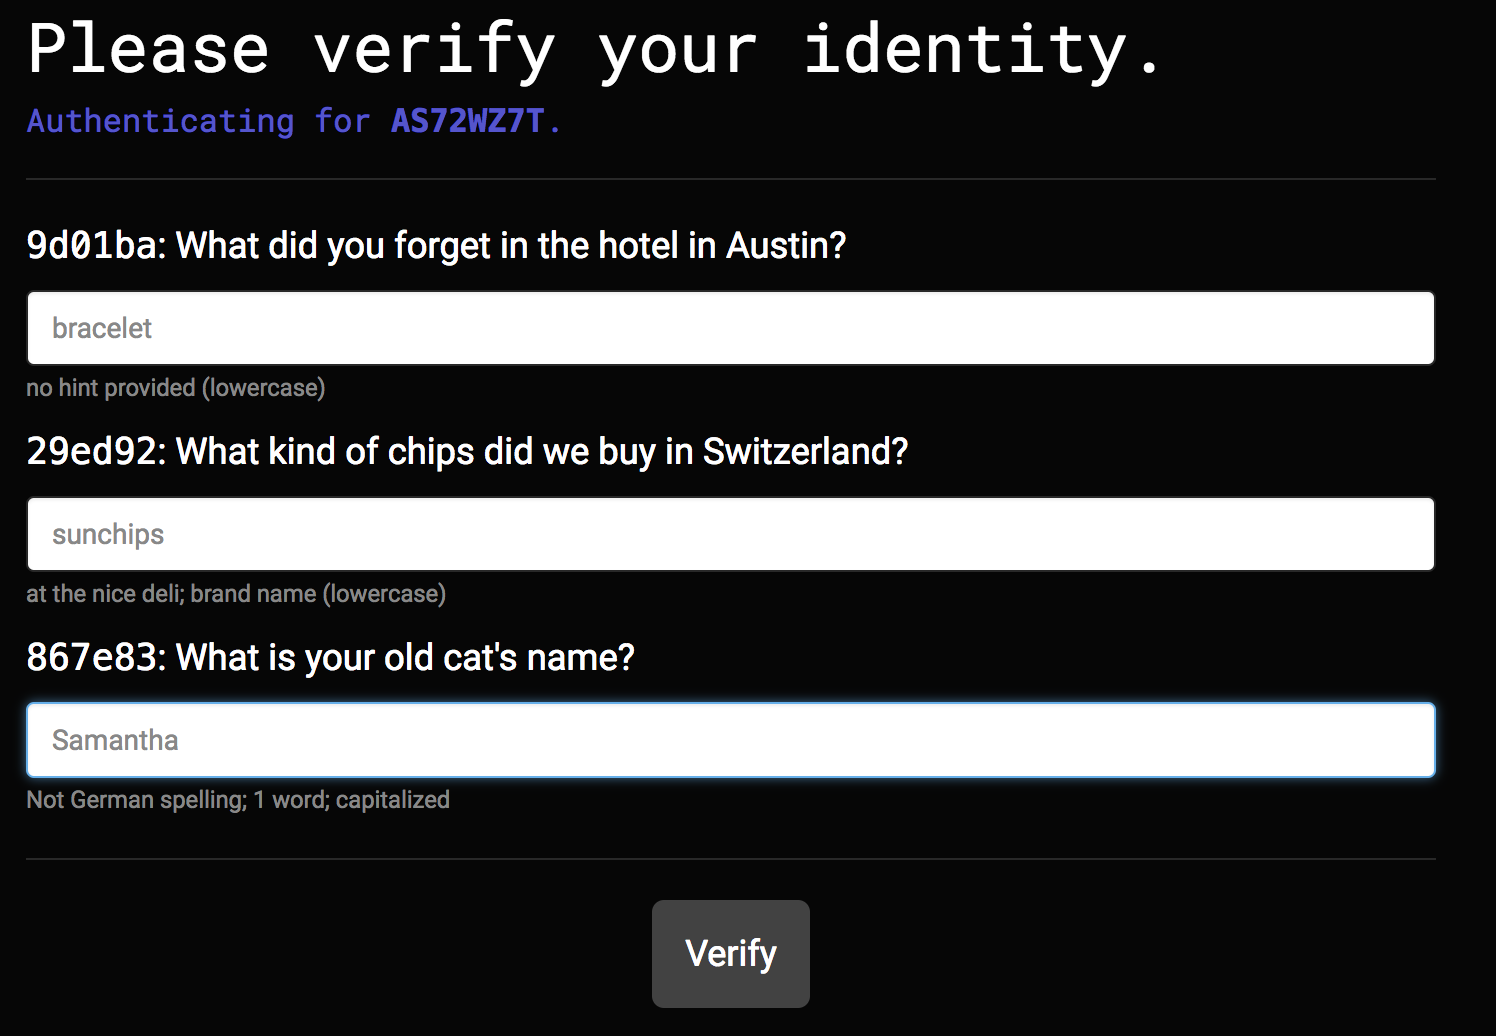 Please verify your identity.
Authenticating for AS72WZ7T.
9d01ba: What did you forget in the hotel in Austin?
bracelet
no hint provided (lowercase)
29ed92: What kind of chips did we buy in Switzerland?
sunchips
at the nice deli; brand name (lowercase)
867e83: What is your old cat's name?
Samantha
Not German spelling; 1 word; capitalized
Verify